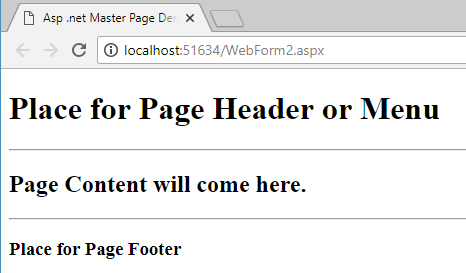 Asp .net Master Page Der
localhost:51634/WebForm2.aspx
Place for Page Header or Menu
Page Content will come here.
Place for Page Footer